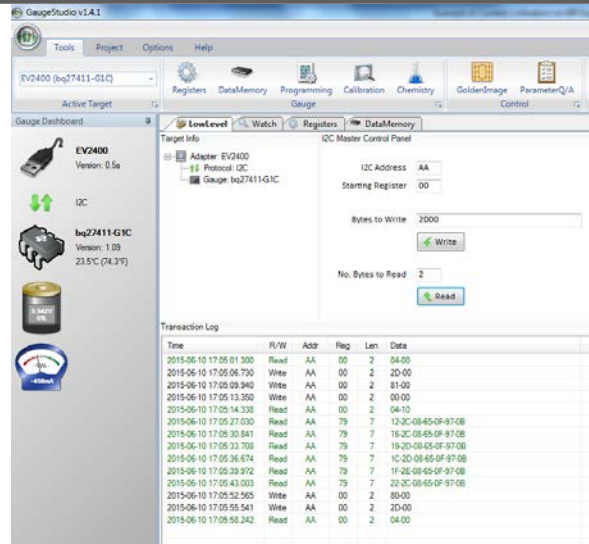 GaugeStudio v1.4.1
Tools Project Options Help
EV2400 (bq27411-G1C)
Registers DataMemory Programming Calibration Chemistry GoldenImage ParameterQ/A
Active Target Gauge Control
Gauge Dashboard
LowLevel Watch Registers DataMemory
EV2400
Version: 0.5a
I2C
bq27411-G1C
Version: 1.09
23.5°C (74.3°F)
Target Info
Adapter: EV2400
Protocol: I2C
Gauge: bq27411-G1C
I2C Master Control Panel
I2C Address AA
Starting Register 00
Bytes to Write 2D00
Write
No. Bytes to Read 2
Read
Transaction Log
Time R/W Addr Reg Len Data
2015-06-10 17:05:01.300 Read AA 00 2 04-00
2015-06-10 17:05:06.730 Write AA 00 2 2D-00
2015-06-10 17:05:09.940 Write AA 00 2 81-00
2015-06-10 17:05:13.350 Write AA 00 2 00-00
2015-06-10 17:05:14.338 Read AA 00 2 04-10
2015-06-10 17:05:27.030 Read AA 79 7 12-2C-08-65-0F-97-0B
2015-06-10 17:05:30.841 Read AA 79 7 16-2C-08-65-0F-97-0B
2015-06-10 17:05:33.708 Read AA 79 7 19-2D-08-65-0F-97-0B
2015-06-10 17:05:36.674 Read AA 79 7 1C-2D-08-65-0F-97-0B
2015-06-10 17:05:39.972 Read AA 79 7 1F-2E-08-65-0F-97-0B
2015-06-10 17:05:43.003 Read AA 79 7 22-2C-08-65-0F-97-0B
2015-06-10 17:05:52.565 Write AA 00 2 80-00
2015-06-10 17:05:55.541 Write AA 00 2 2D-00
2015-06-10 17:05:58.242 Read AA 00 2 04-00